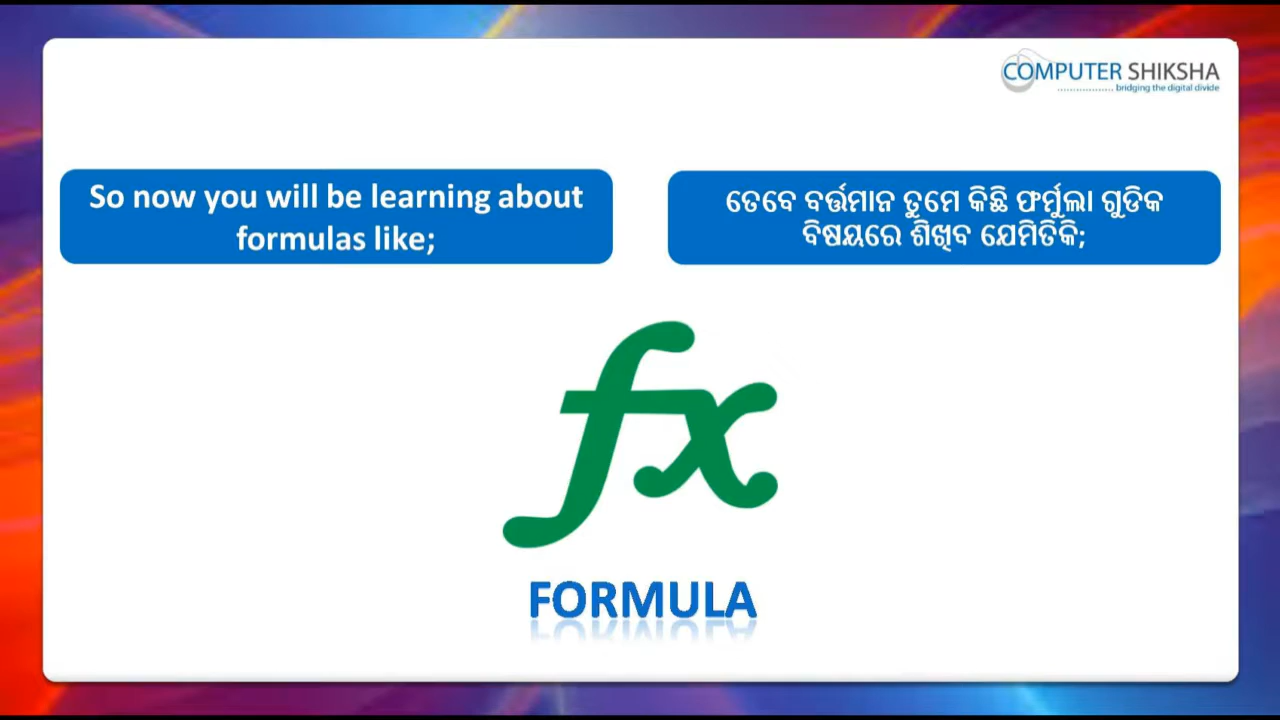 COMPUTER SHIKSHA
bridging the digital divide
So now you will be learning about
formulas like;
ତେବେ ବର୍ତ୍ତମାନ ତୁମେ କିଛି ଫର୍ମୁଲା ଗୁଡିକ
ବିଷୟରେ ଶିଖିବ ଯେମିତିକି;
fx
FORMULA